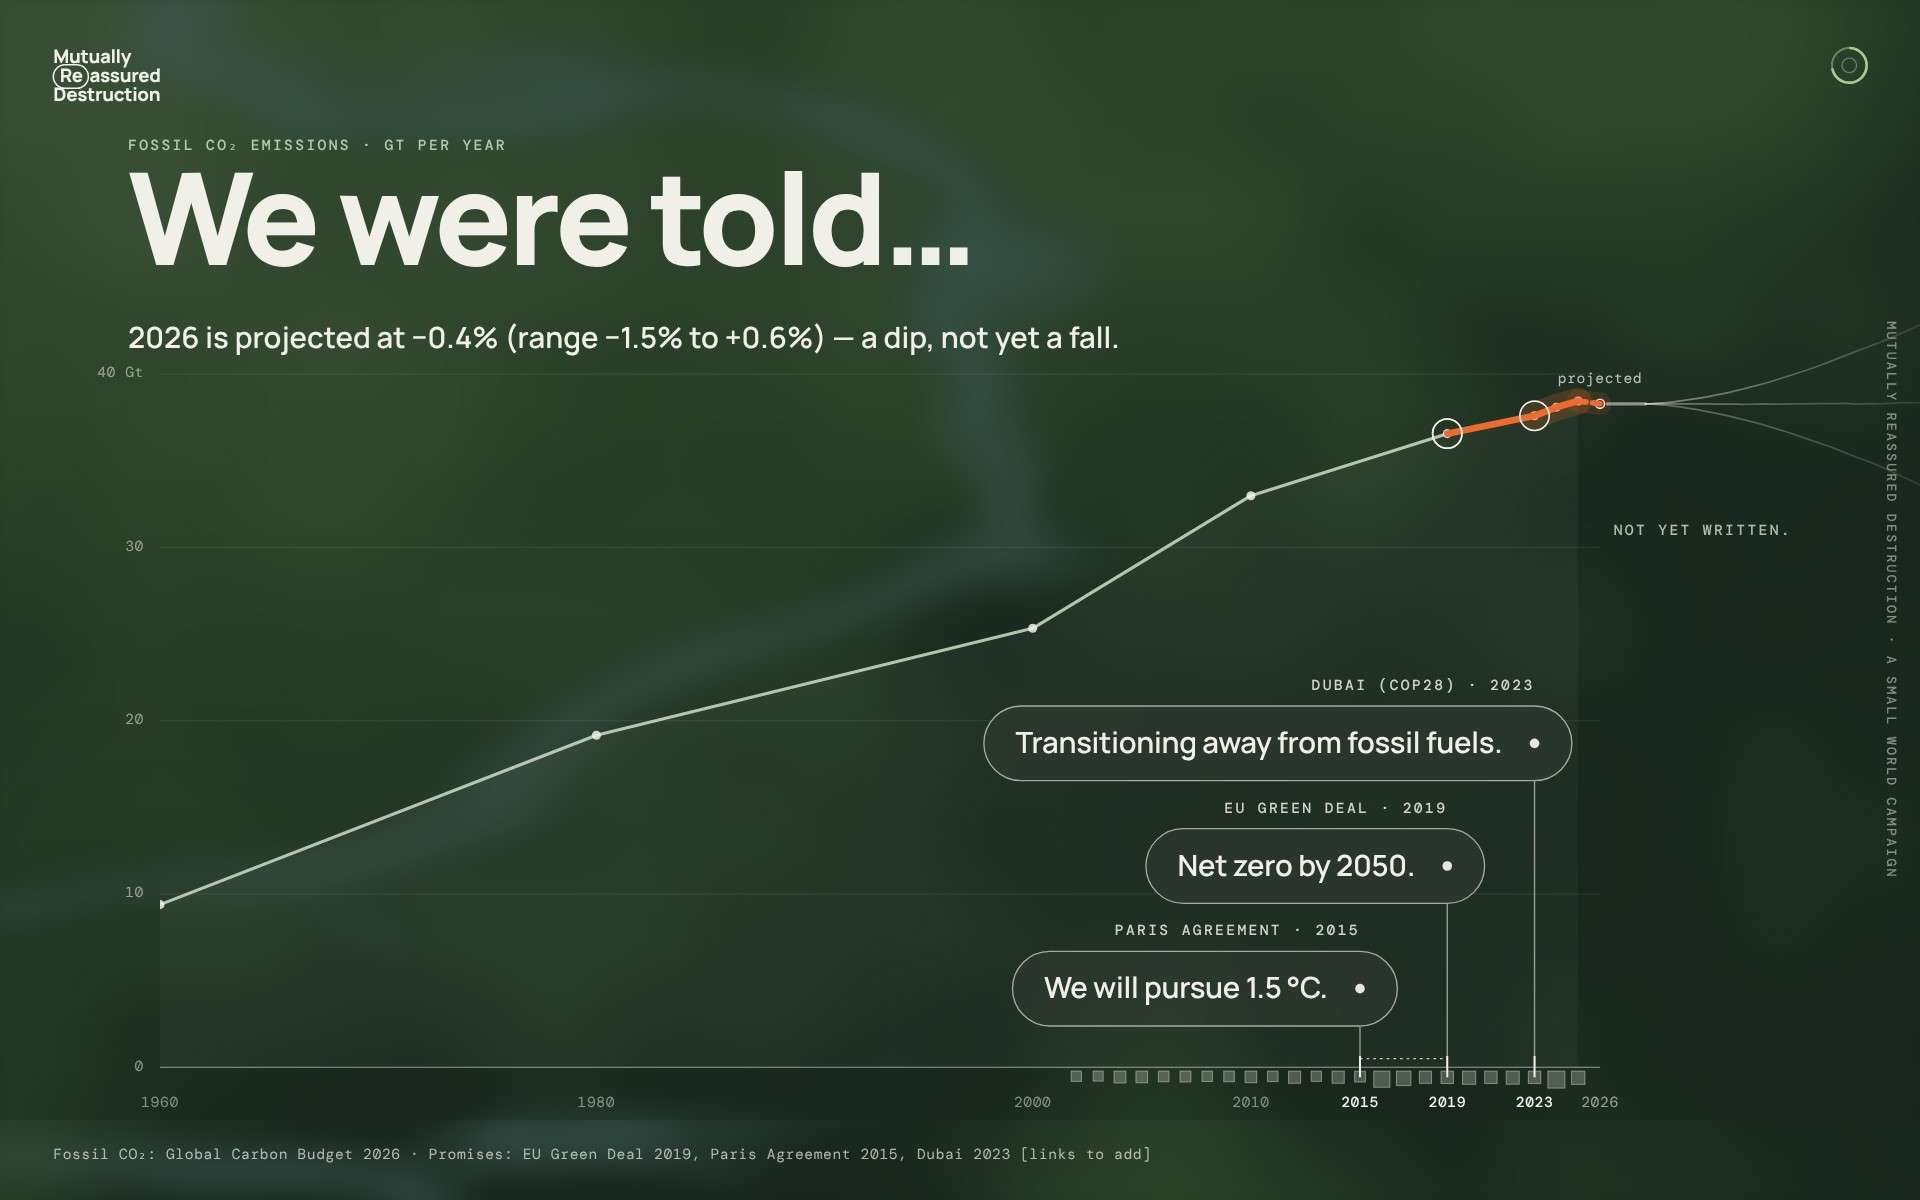 Mutually
Reassured
Destruction
FOSSIL CO₂ EMISSIONS · GT PER YEAR
We were told...
2026 is projected at −0.4% (range −1.5% to +0.6%) — a dip, not yet a fall.
40 Gt
projected
NOT YET WRITTEN.
30
20
10
0
DUBAI (COP28) · 2023
Transitioning away from fossil fuels.
EU GREEN DEAL · 2019
Net zero by 2050.
PARIS AGREEMENT · 2015
We will pursue 1.5 °C.
1960 1980 2000 2010 2015 2019 2023 2026
MUTUALLY REASSURED DESTRUCTION · A SMALL WORLD CAMPAIGN
Fossil CO₂: Global Carbon Budget 2026 · Promises: EU Green Deal 2019, Paris Agreement 2015, Dubai 2023 [links to add]